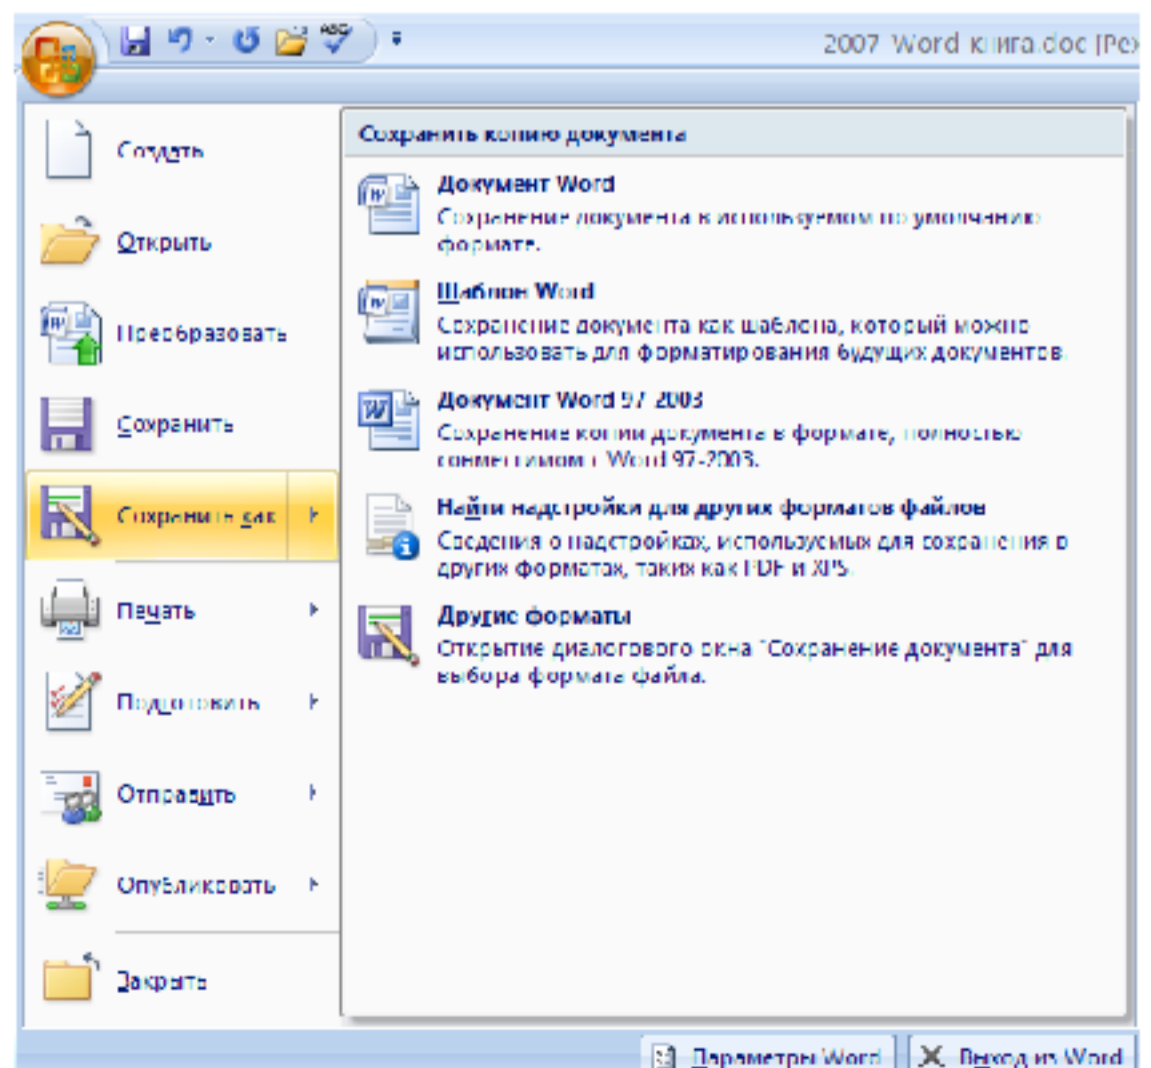 2007 Word книга.doc [Реж
Создать
Открыть
Преобразовать
Сохранить
Сохранить как
Печать
Подготовить
Отправить
Опубликовать
Закрыть
Сохранить копию документа
Документ Word
Сохранение документа в используемом по умолчанию
формате.
Шаблон Word
Сохранение документа как шаблона, который можно
использовать для форматирования будущих документов.
Документ Word 97-2003
Сохранение копии документа в формате, полностью
совместимом с Word 97-2003.
Найти надстройки для других форматов файлов
Сведения о надстройках, используемых для сохранения в
других форматах, таких как PDF и XPS.
Другие форматы
Открытие диалогового окна "Сохранение документа" для
выбора формата файла.
Параметры Word
Выход из Word